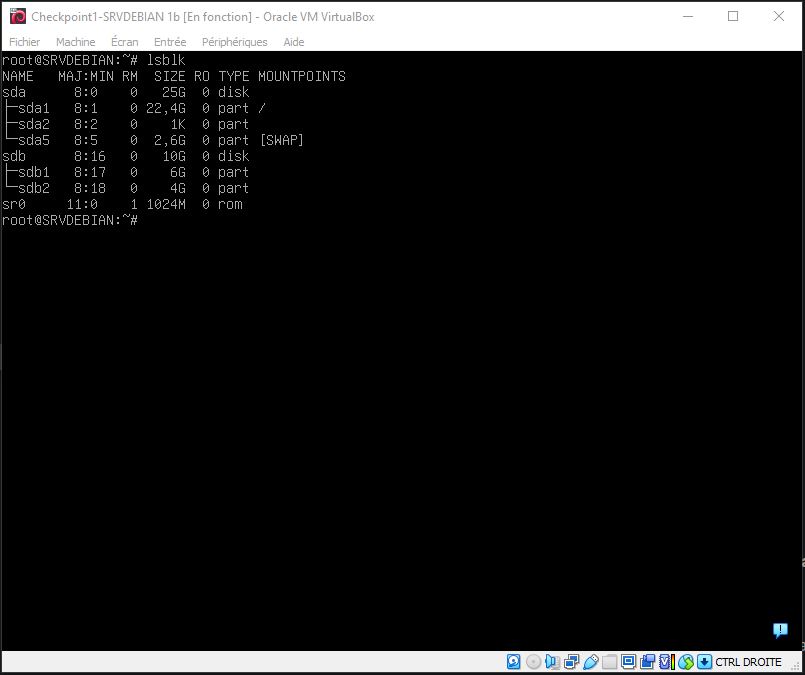 Checkpoint1-SRVDEBIAN 1b [En fonction] - Oracle VM VirtualBox
Fichier Machine Écran Entrée Périphériques Aide
root@SRVDEBIAN:~# lsblk
NAME   MAJ:MIN RM  SIZE RO TYPE MOUNTPOINTS
sda      8:0    0   25G  0 disk
├─sda1   8:1    0 22,4G  0 part /
├─sda2   8:2    0    1K  0 part
└─sda5   8:5    0  2,6G  0 part [SWAP]
sdb      8:16   0   10G  0 disk
├─sdb1   8:17   0    6G  0 part
└─sdb2   8:18   0    4G  0 part
sr0     11:0    1 1024M  0 rom
root@SRVDEBIAN:~#
CTRL DROITE